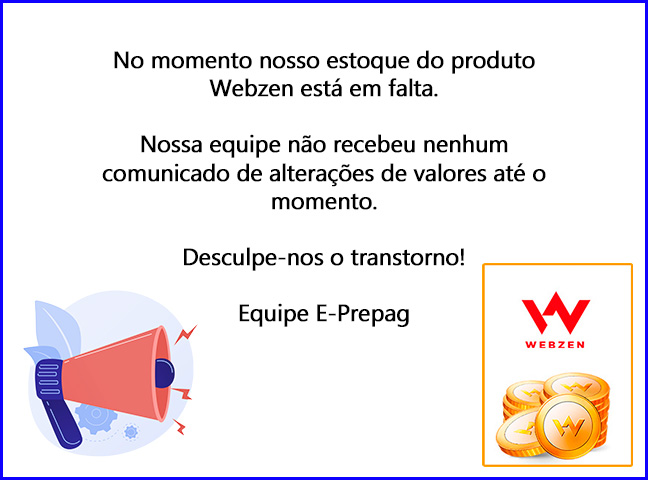 No momento nosso estoque do produto
Webzen está em falta.
Nossa equipe não recebeu nenhum
comunicado de alterações de valores até o
momento.
Desculpe-nos o transtorno!
Equipe E-Prepag
WEBZEN